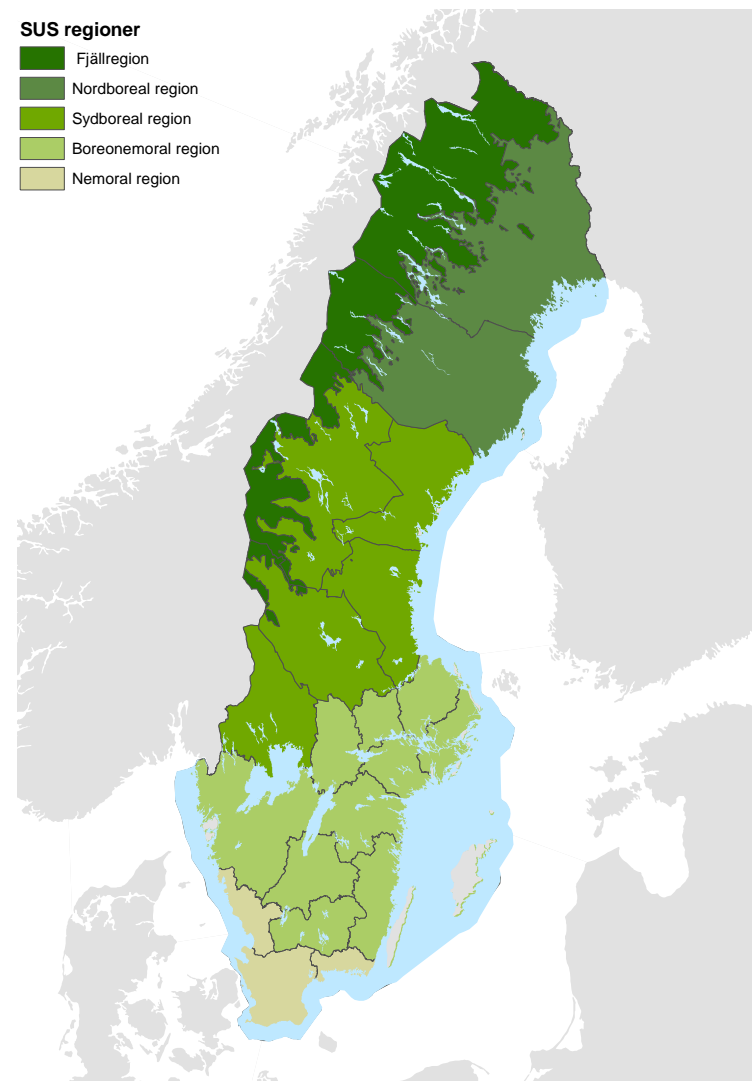 SUS regioner
Fjällregion
Nordboreal region
Sydboreal region
Boreonemoral region
Nemoral region